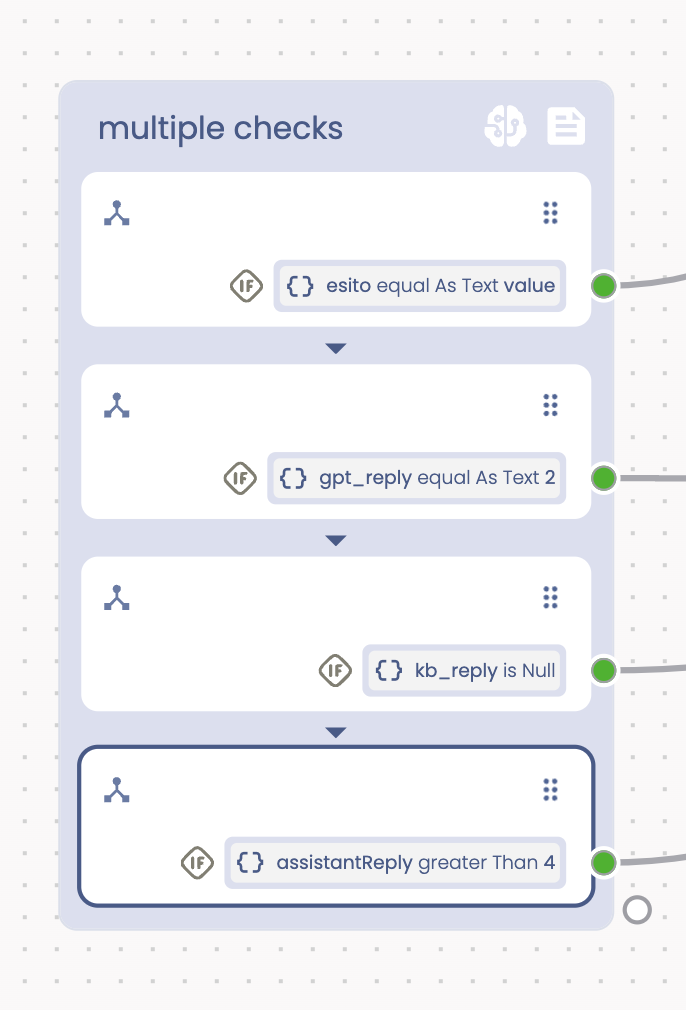 multiple checks
IF {} esito equal As Text value
IF {} gpt_reply equal As Text 2
IF {} kb_reply is Null
IF {} assistantReply greater Than 4